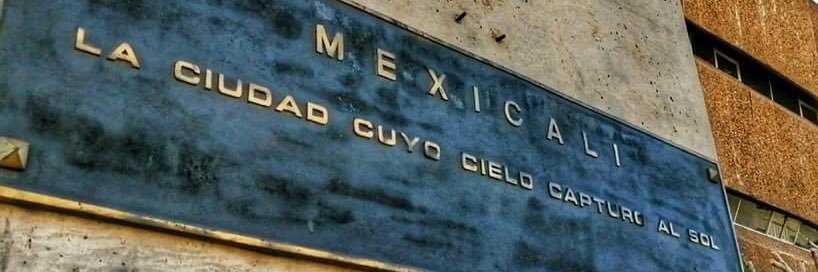 MEXICALI
LA CIUDAD CUYO CIELO CAPTURO AL SOL